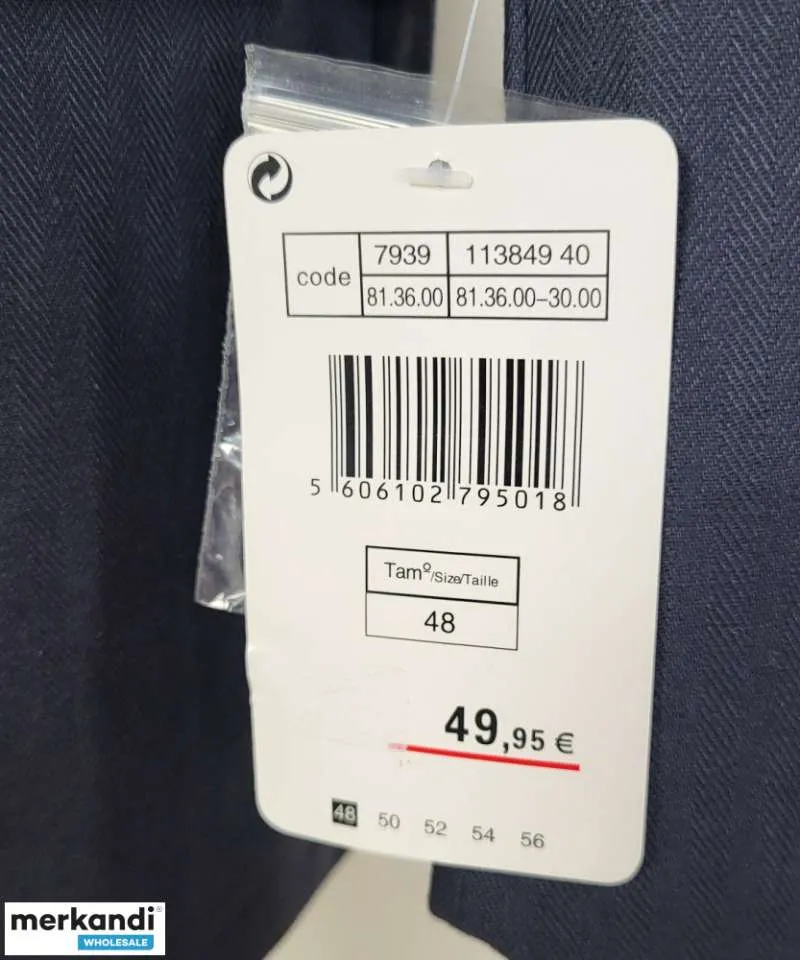 code 7939 113849 40
81.36.00 81.36.00-30.00
5 606102 795018
Tamº/Size/Taille
48
49,95 €
48 50 52 54 56
merkandi®
WHOLESALE